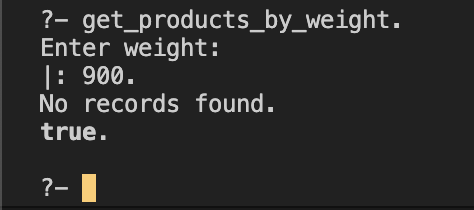 ?- get_products_by_weight.
Enter weight:
|: 900.
No records found.
true.
?-